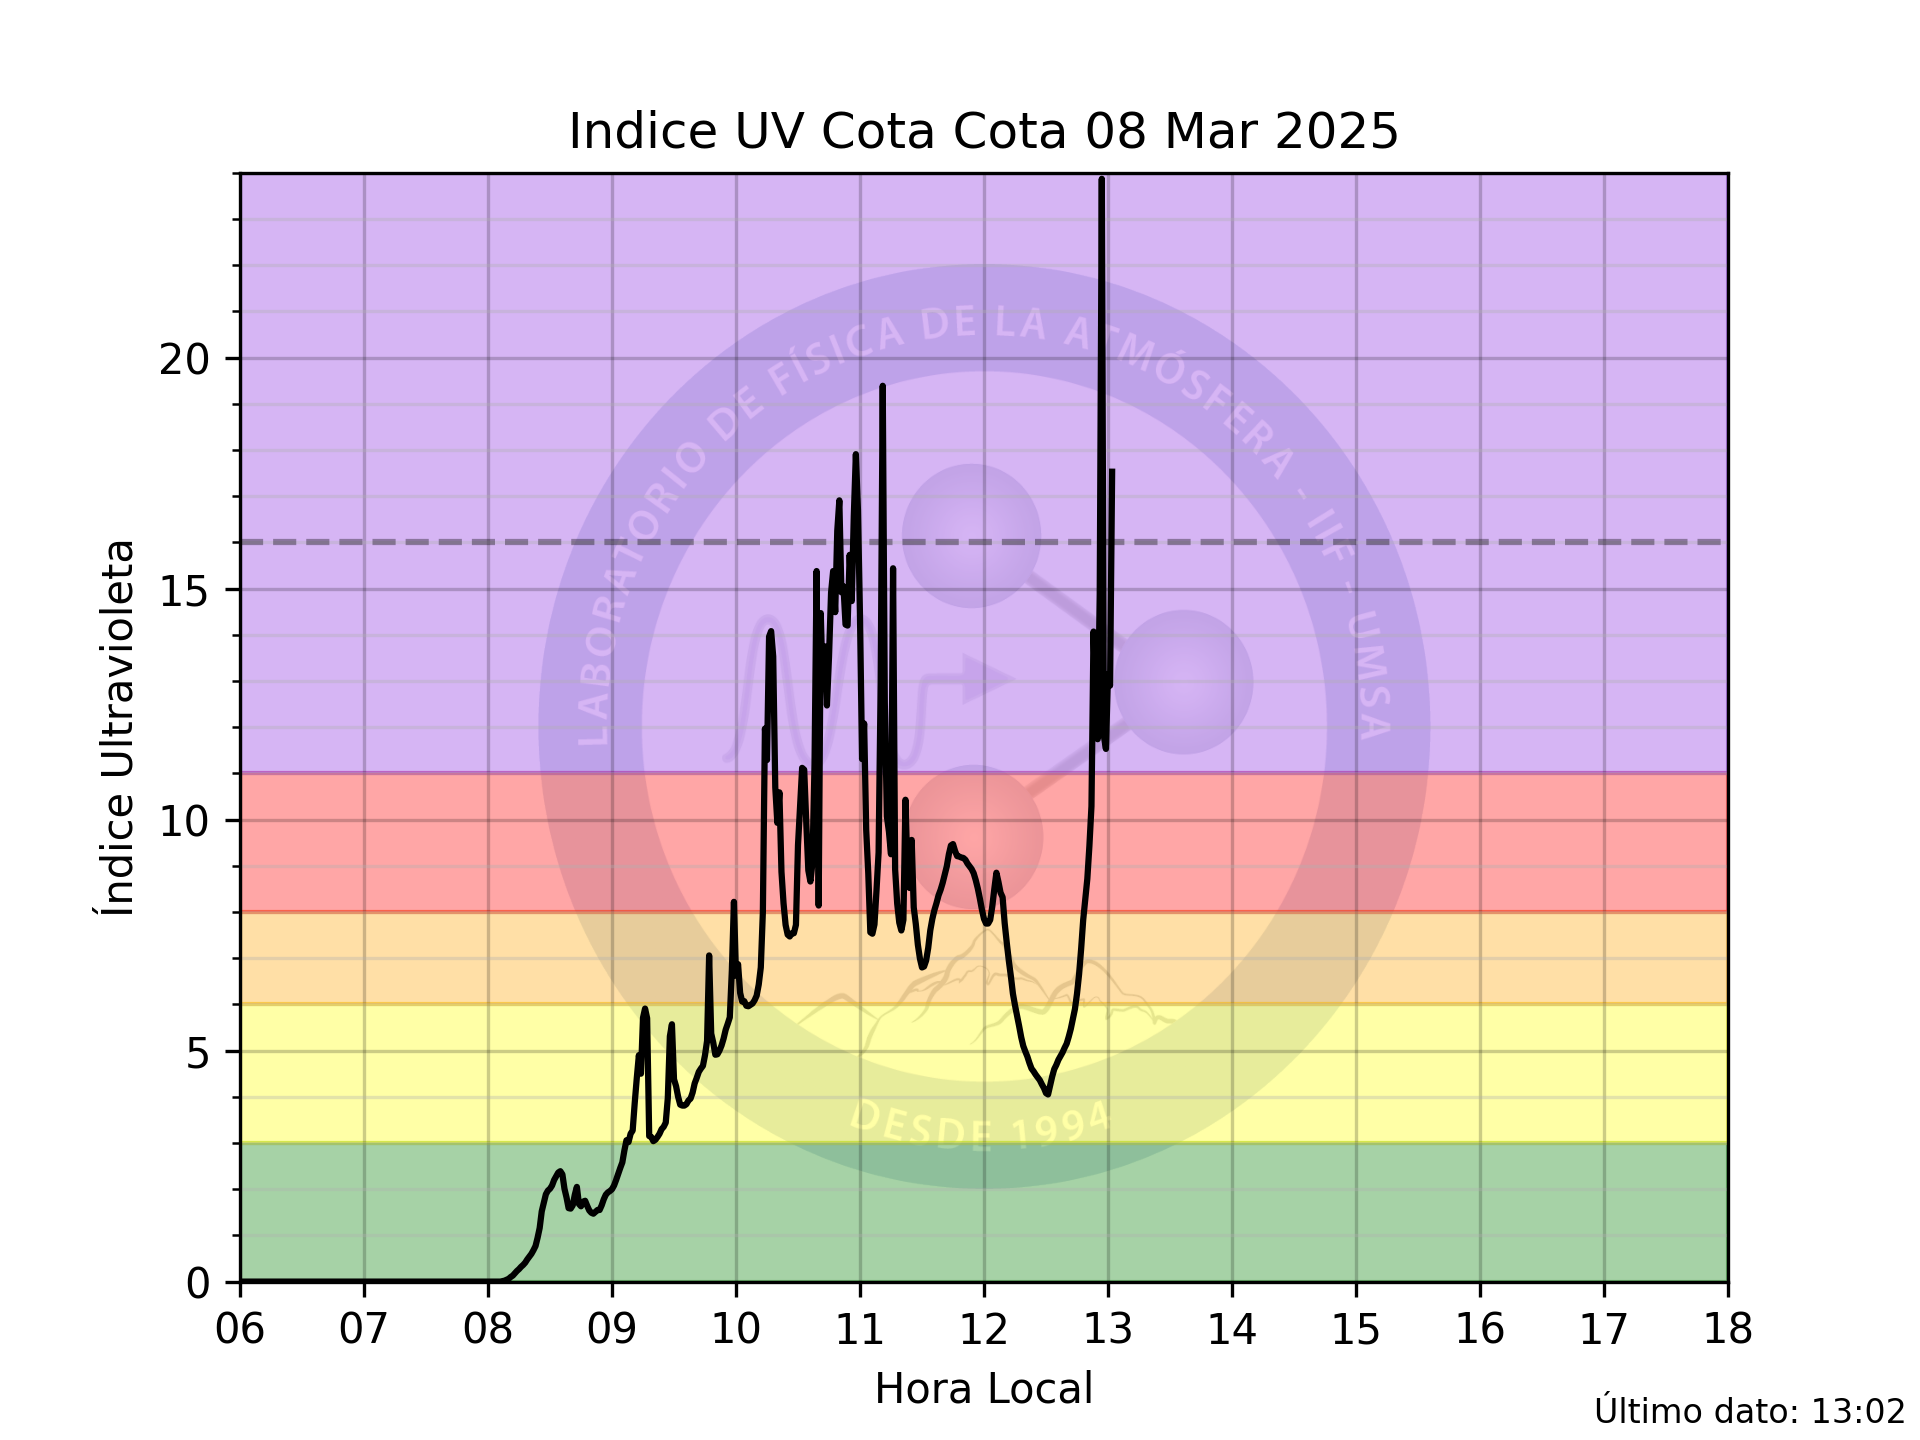 Indice UV Cota Cota 08 Mar 2025
Índice Ultravioleta
20
15
10
5
0
LABORATORIO DE FÍSICA DE LA ATMÓSFERA - IIF - UMSA
DESDE 1994
06 07 08 09 10 11 12 13 14 15 16 17 18
Hora Local
Último dato: 13:02